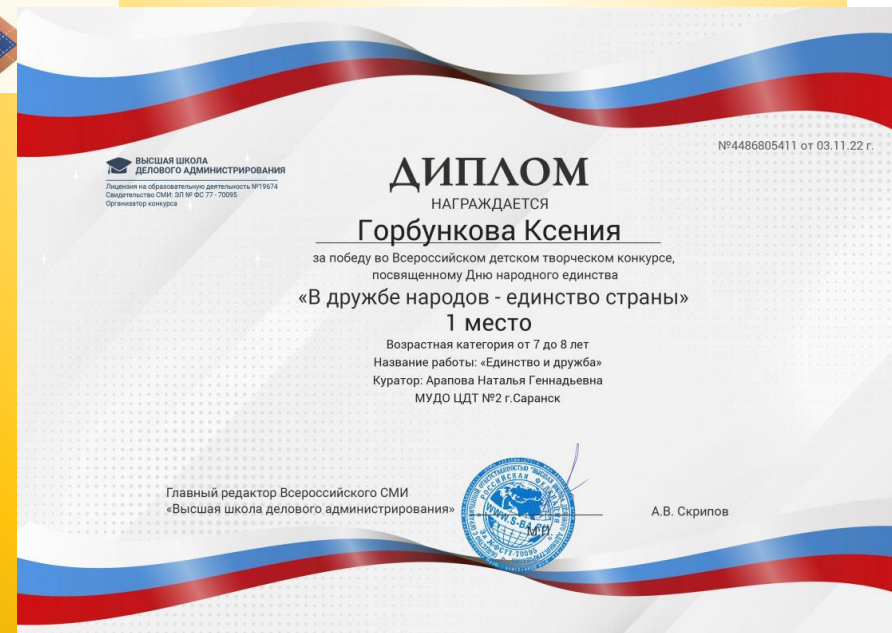 №4486805411 от 03.11.22 г.
ВЫСШАЯ ШКОЛА
ДЕЛОВОГО АДМИНИСТРИРОВАНИЯ
Лицензия на образовательную деятельность №19674
Свидетельство СМИ: ЭЛ № ФС 77 - 70095
Организатор конкурса
ДИПЛОМ
НАГРАЖДАЕТСЯ
Горбункова Ксения
за победу во Всероссийском детском творческом конкурсе,
посвященному Дню народного единства
«В дружбе народов - единство страны»
1 место
Возрастная категория от 7 до 8 лет
Название работы: «Единство и дружба»
Куратор: Арапова Наталья Геннадьевна
МУДО ЦДТ №2 г.Саранск
Главный редактор Всероссийского СМИ
«Высшая школа делового администрирования»
РОССИЙСКАЯ ФЕДЕРАЦИЯ
М.П.
А.В. Скрипов